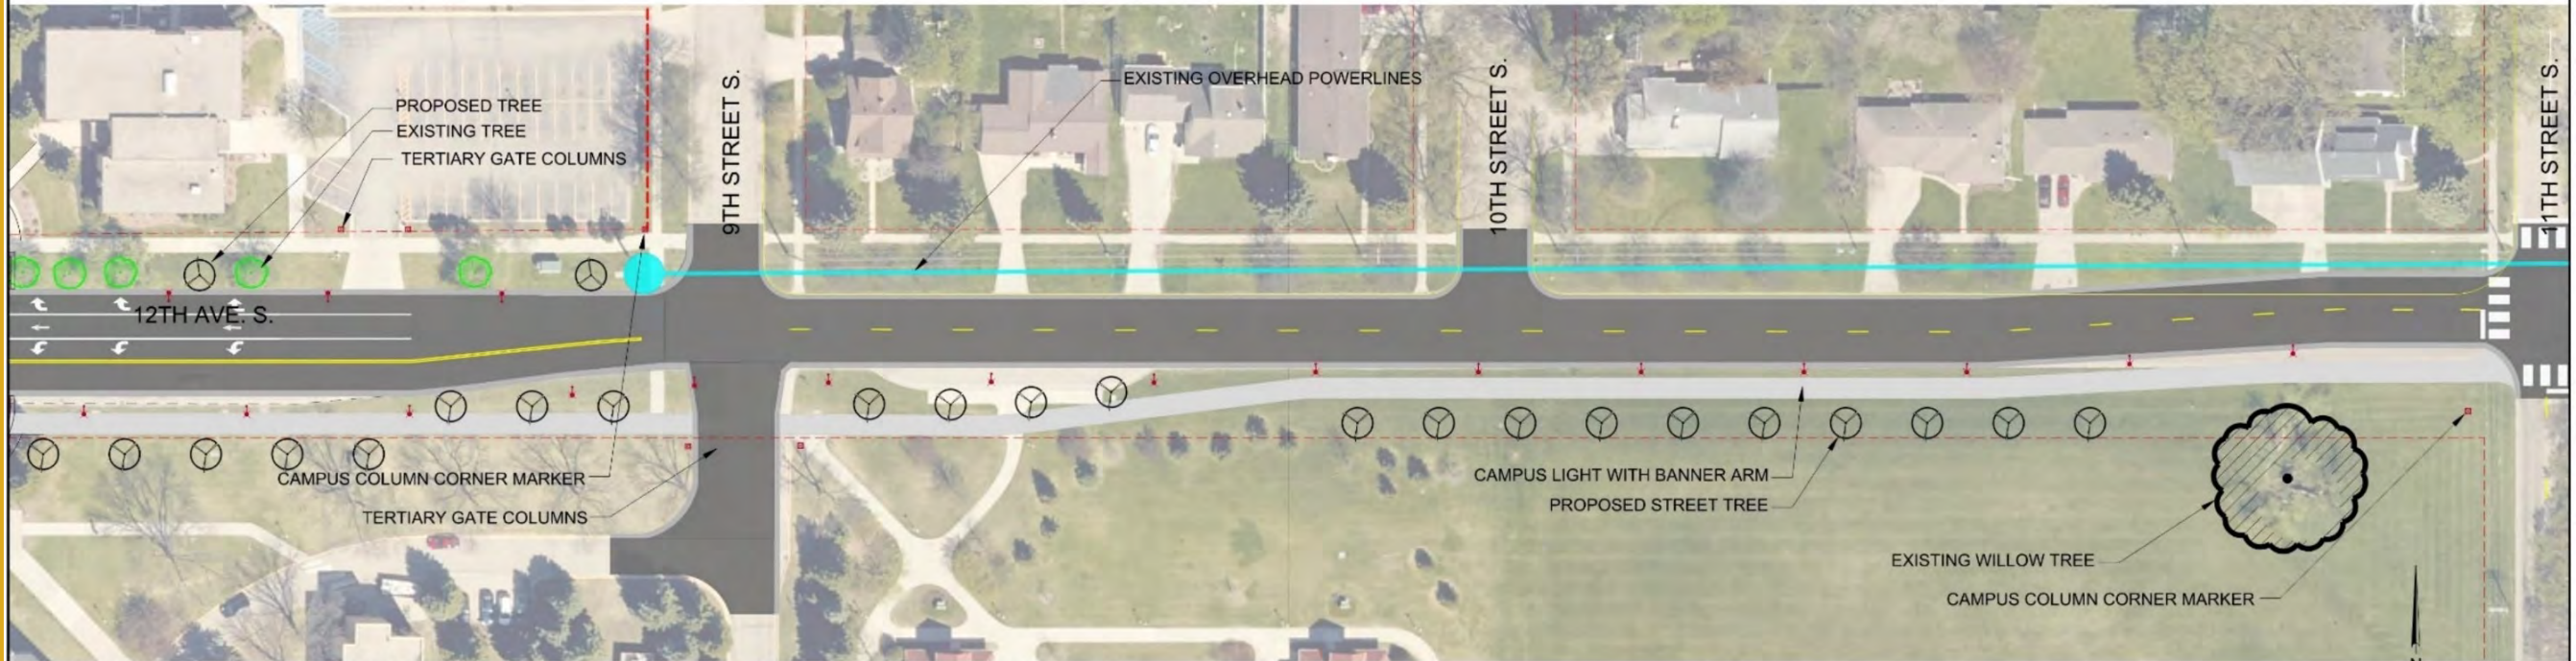 EXISTING OVERHEAD POWERLINES
PROPOSED TREE
EXISTING TREE
TERTIARY GATE COLUMNS
9TH STREET S.
10TH STREET S.
11TH STREET S.
12TH AVE. S.
CAMPUS COLUMN CORNER MARKER
TERTIARY GATE COLUMNS
CAMPUS LIGHT WITH BANNER ARM
PROPOSED STREET TREE
EXISTING WILLOW TREE
CAMPUS COLUMN CORNER MARKER